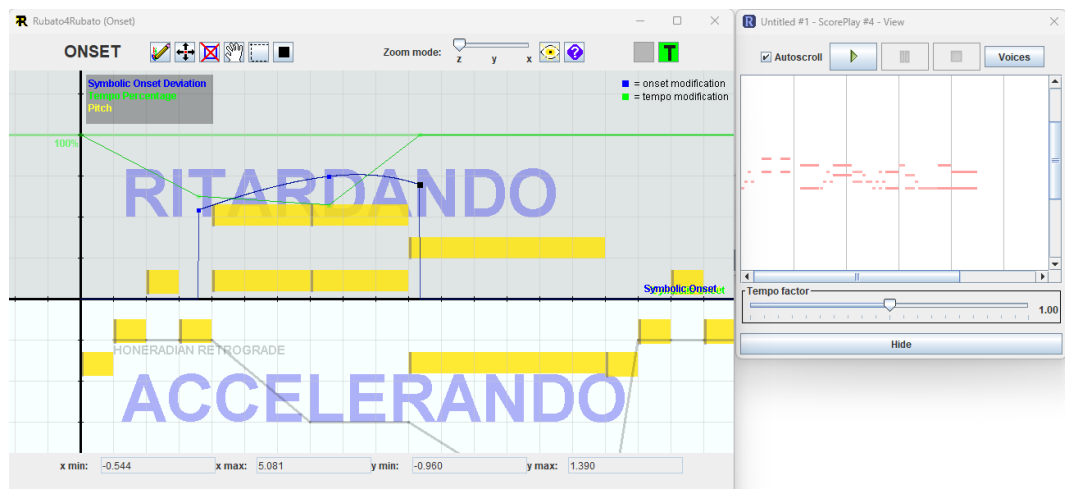 Rubato4Rubato (Onset)
ONSET
Zoom mode:
z y x
T
Symbolic Onset Deviation
Tempo Percentage
Pitch
= onset modification
= tempo modification
100%
RITARDANDO
Symbolic Onset
HONERADIAN RETROGRADE
ACCELERANDO
x min: -0.544 x max: 5.081 y min: -0.960 y max: 1.390
Untitled #1 - ScorePlay #4 - View
Autoscroll
Voices
Tempo factor
1.00
Hide